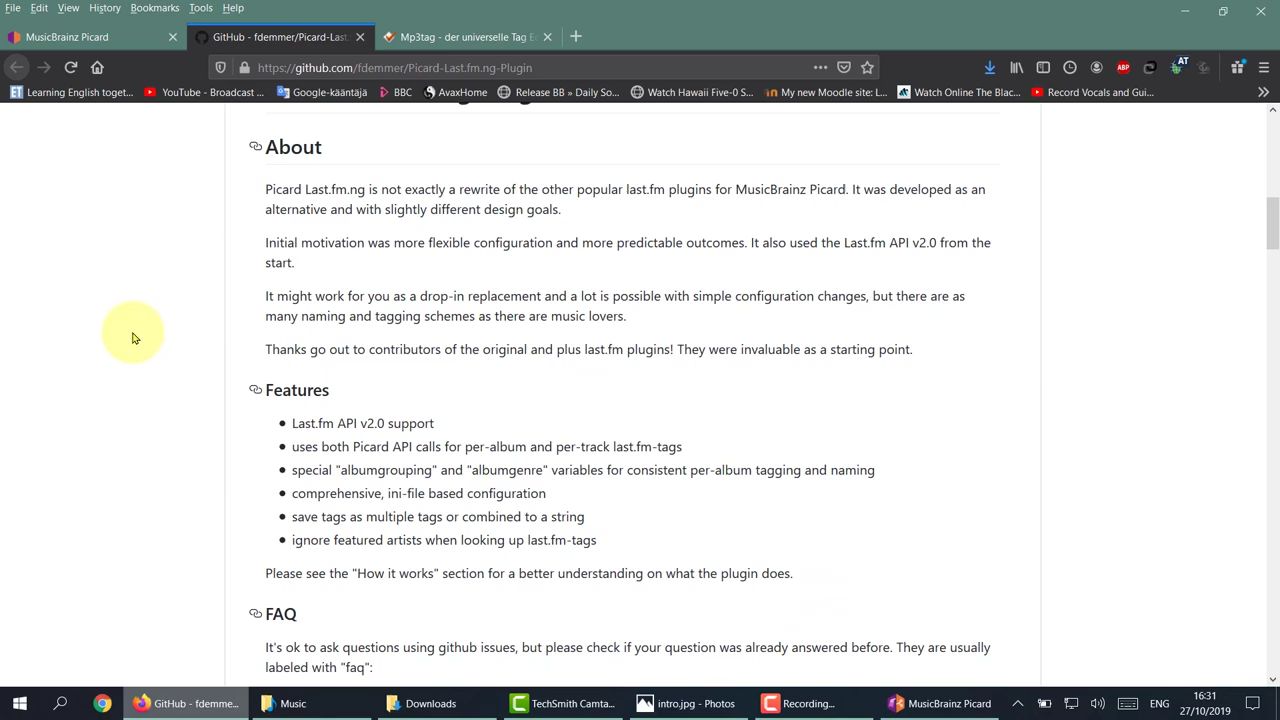 File Edit View History Bookmarks Tools Help
MusicBrainz Picard
GitHub - fdemmer/Picard-Last.
Mp3tag - der universelle Tag Ed
https://github.com/fdemmer/Picard-Last.fm.ng-Plugin
ABP
AT
Learning English toget...
YouTube - Broadcast ...
Google-kääntäjä
BBC
AvaxHome
Release BB » Daily So...
Watch Hawaii Five-0 S...
My new Moodle site: L...
Watch Online The Blac...
Record Vocals and Gui...
About
Picard Last.fm.ng is not exactly a rewrite of the other popular last.fm plugins for MusicBrainz Picard. It was developed as an
alternative and with slightly different design goals.
Initial motivation was more flexible configuration and more predictable outcomes. It also used the Last.fm API v2.0 from the
start.
It might work for you as a drop-in replacement and a lot is possible with simple configuration changes, but there are as
many naming and tagging schemes as there are music lovers.
Thanks go out to contributors of the original and plus last.fm plugins! They were invaluable as a starting point.
Features
• Last.fm API v2.0 support
• uses both Picard API calls for per-album and per-track last.fm-tags
• special "albumgrouping" and "albumgenre" variables for consistent per-album tagging and naming
• comprehensive, ini-file based configuration
• save tags as multiple tags or combined to a string
• ignore featured artists when looking up last.fm-tags
Please see the "How it works" section for a better understanding on what the plugin does.
FAQ
It's ok to ask questions using github issues, but please check if your question was already answered before. They are usually
labeled with "faq":
GitHub - fdemme...
Music
Downloads
TechSmith Camta...
intro.jpg - Photos
Recording...
MusicBrainz Picard
ENG
16:31
27/10/2019